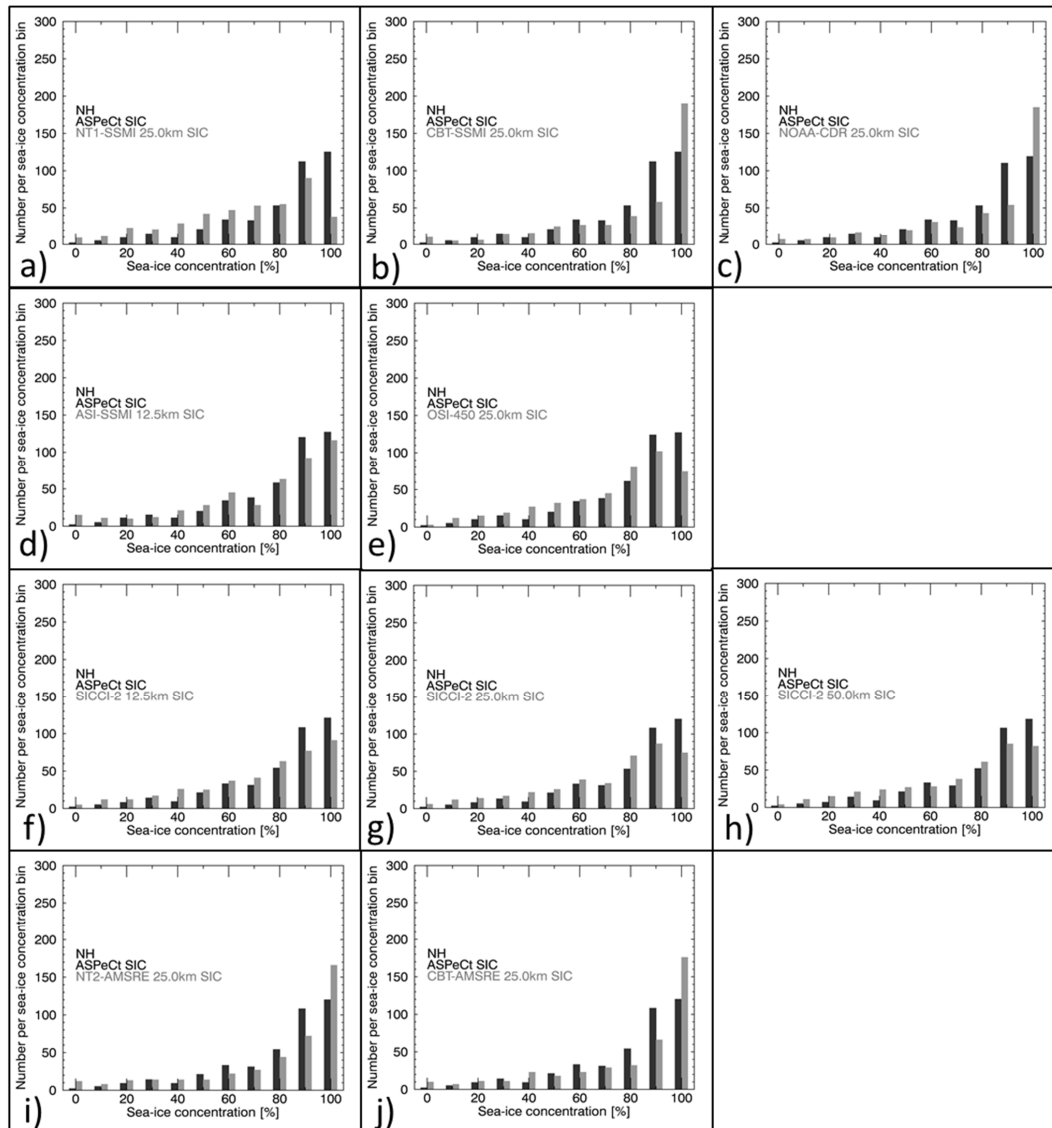 Number per sea-ice concentration bin
300
250
200
150
100
50
0
NH
ASPeCt SIC
NT1-SSMI 25.0km SIC
0 20 40 60 80 100
Sea-ice concentration [%]
a)
Number per sea-ice concentration bin
300
250
200
150
100
50
0
NH
ASPeCt SIC
CBT-SSMI 25.0km SIC
0 20 40 60 80 100
Sea-ice concentration [%]
b)
Number per sea-ice concentration bin
300
250
200
150
100
50
0
NH
ASPeCt SIC
NOAA-CDR 25.0km SIC
0 20 40 60 80 100
Sea-ice concentration [%]
c)
Number per sea-ice concentration bin
300
250
200
150
100
50
0
NH
ASPeCt SIC
ASI-SSMI 12.5km SIC
0 20 40 60 80 100
Sea-ice concentration [%]
d)
Number per sea-ice concentration bin
300
250
200
150
100
50
0
NH
ASPeCt SIC
OSI-450 25.0km SIC
0 20 40 60 80 100
Sea-ice concentration [%]
e)
Number per sea-ice concentration bin
300
250
200
150
100
50
0
NH
ASPeCt SIC
SICCI-2 12.5km SIC
0 20 40 60 80 100
Sea-ice concentration [%]
f)
Number per sea-ice concentration bin
300
250
200
150
100
50
0
NH
ASPeCt SIC
SICCI-2 25.0km SIC
0 20 40 60 80 100
Sea-ice concentration [%]
g)
Number per sea-ice concentration bin
300
250
200
150
100
50
0
NH
ASPeCt SIC
SICCI-2 50.0km SIC
0 20 40 60 80 100
Sea-ice concentration [%]
h)
Number per sea-ice concentration bin
300
250
200
150
100
50
0
NH
ASPeCt SIC
NT2-AMSRE 25.0km SIC
0 20 40 60 80 100
Sea-ice concentration [%]
i)
Number per sea-ice concentration bin
300
250
200
150
100
50
0
NH
ASPeCt SIC
CBT-AMSRE 25.0km SIC
0 20 40 60 80 100
Sea-ice concentration [%]
j)